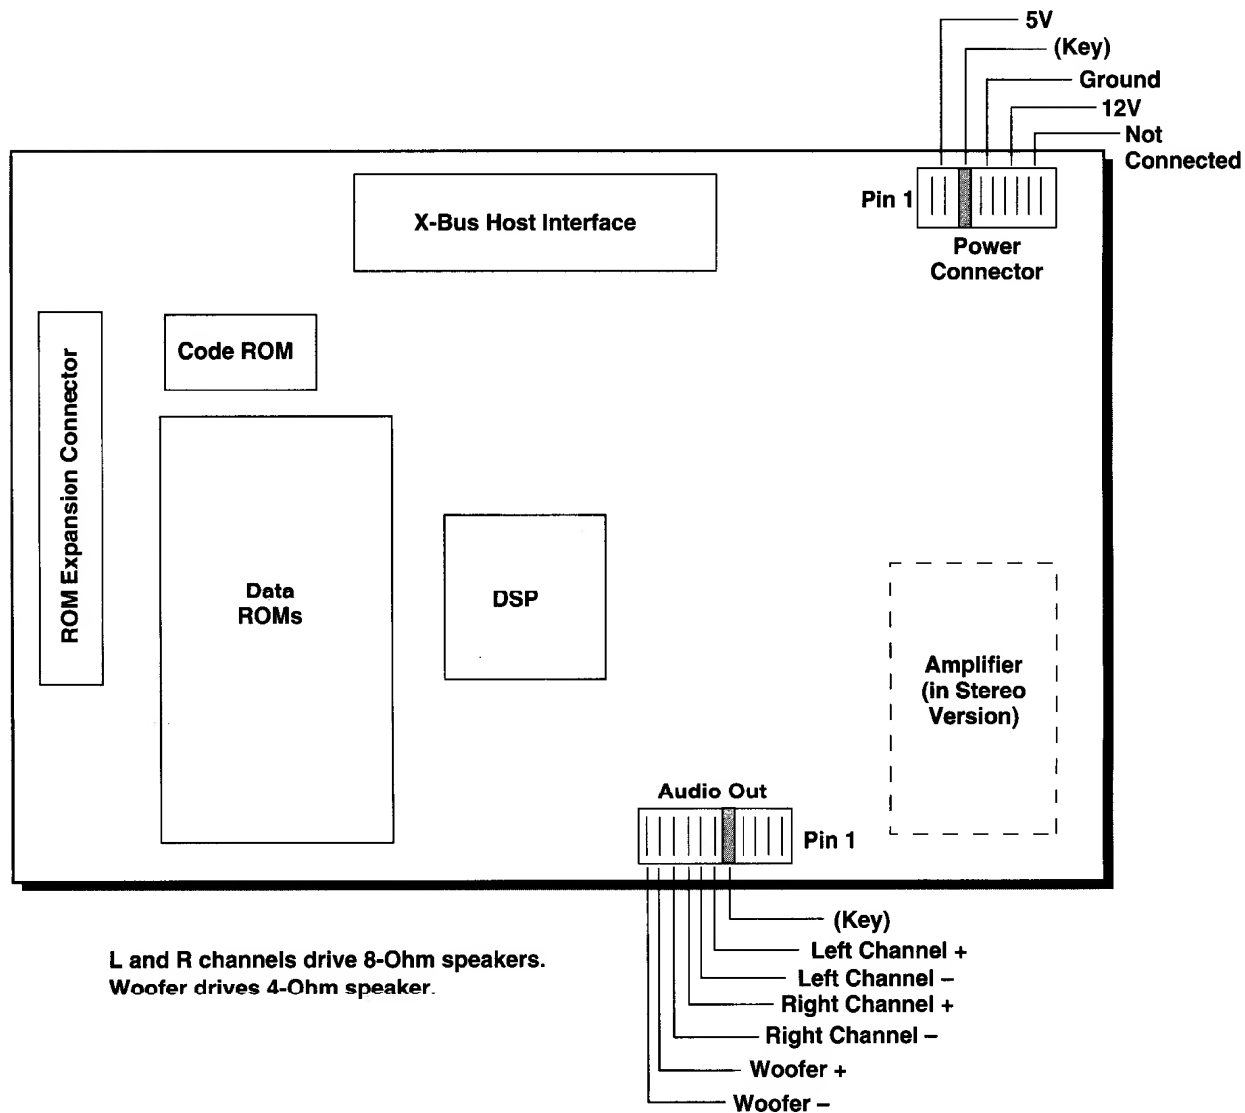 5V
(Key)
Ground
12V
Not
Connected
Pin 1
Power
Connector
X-Bus Host Interface
Code ROM
ROM Expansion Connector
Data
ROMs
DSP
Amplifier
(in Stereo
Version)
Audio Out
Pin 1
(Key)
Left Channel +
Left Channel –
Right Channel +
Right Channel –
Woofer +
Woofer –
L and R channels drive 8-Ohm speakers.
Woofer drives 4-Ohm speaker.